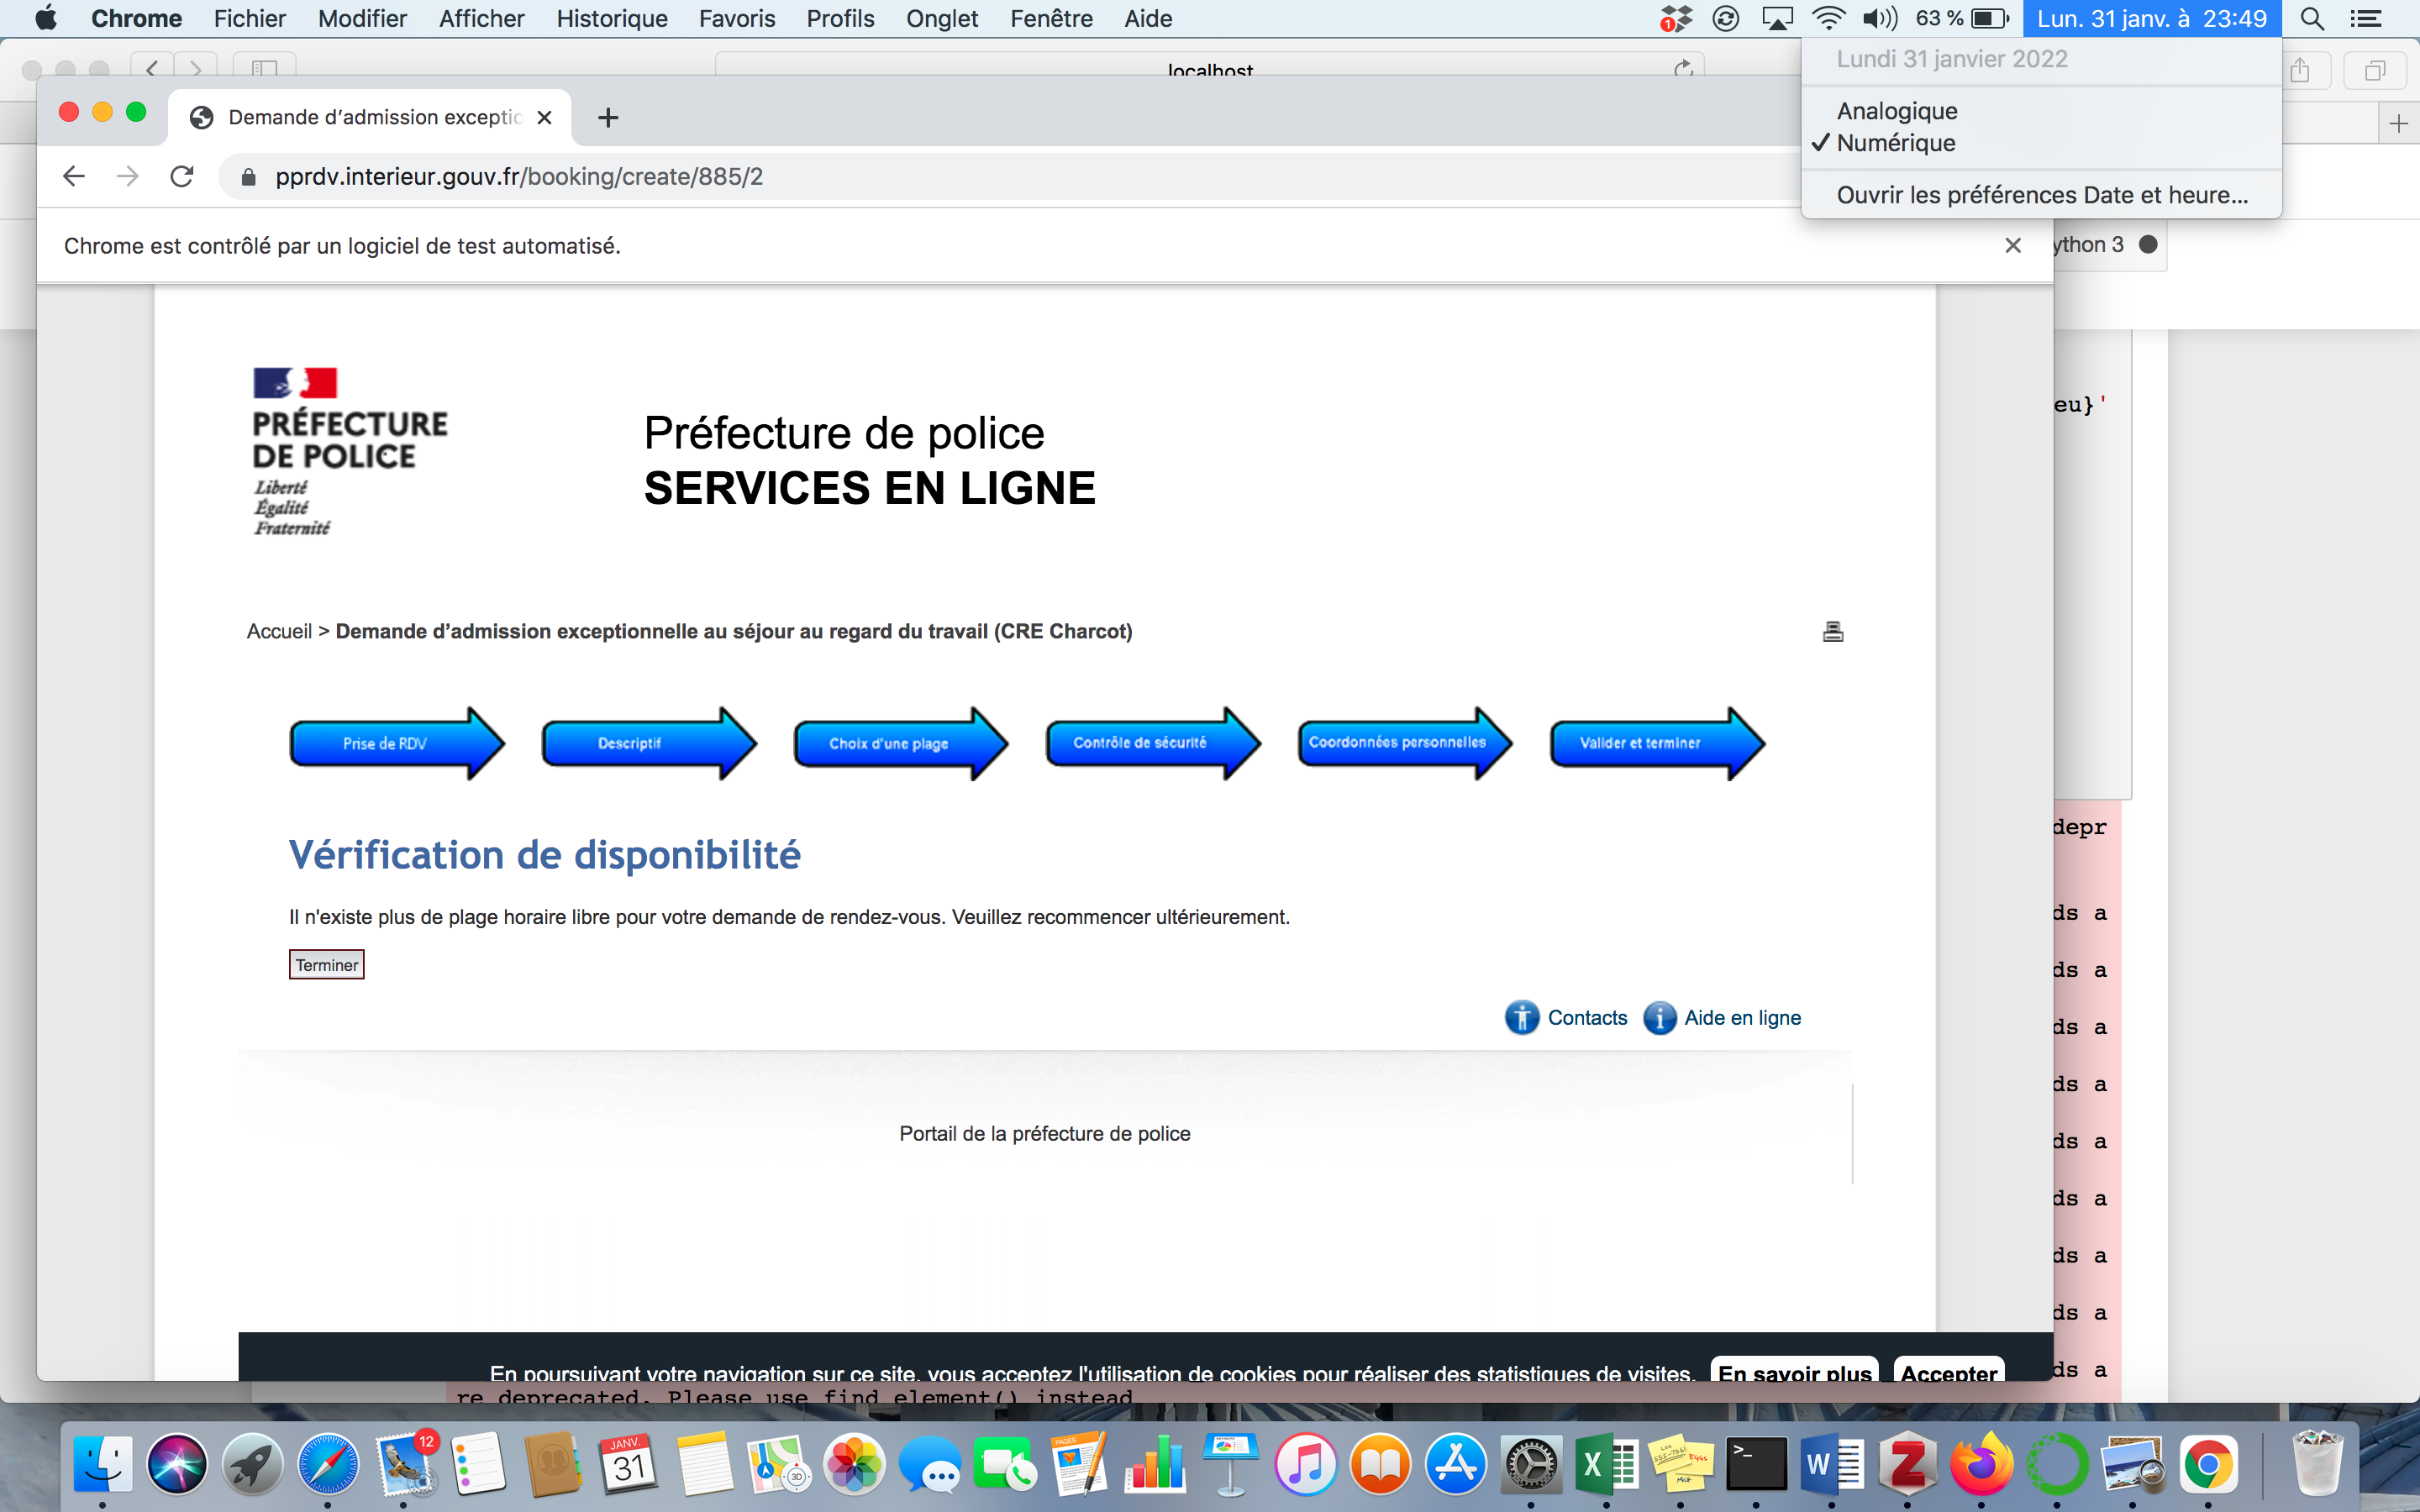 Chrome Fichier Modifier Afficher Historique Favoris Profils Onglet Fenêtre Aide 1 63 % Lun. 31 janv. à 23:49
localhost
Lundi 31 janvier 2022
Analogique
✓ Numérique
Ouvrir les préférences Date et heure...
Demande d'admission exceptio
pprdv.interieur.gouv.fr/booking/create/885/2
Chrome est contrôlé par un logiciel de test automatisé.
ython 3
eu}'
PRÉFECTURE
DE POLICE
Liberté
Égalité
Fraternité
Préfecture de police
SERVICES EN LIGNE
Accueil > Demande d'admission exceptionnelle au séjour au regard du travail (CRE Charcot)
Prise de RDV
Descriptif
Choix d'une plage
Contrôle de sécurité
Coordonnées personnelles
Valider et terminer
Vérification de disponibilité
Il n'existe plus de plage horaire libre pour votre demande de rendez-vous. Veuillez recommencer ultérieurement.
Terminer
Contacts
Aide en ligne
Portail de la préfecture de police
depr
ds a
ds a
ds a
ds a
ds a
ds a
ds a
ds a
ds a
En poursuivant votre navigation sur ce site, vous acceptez l'utilisation de cookies pour réaliser des statistiques de visites. En savoir plus Accepter
re deprecated. Please use find element() instead
12
JANV.
31
PAGES
3D
X
>_
W
Z